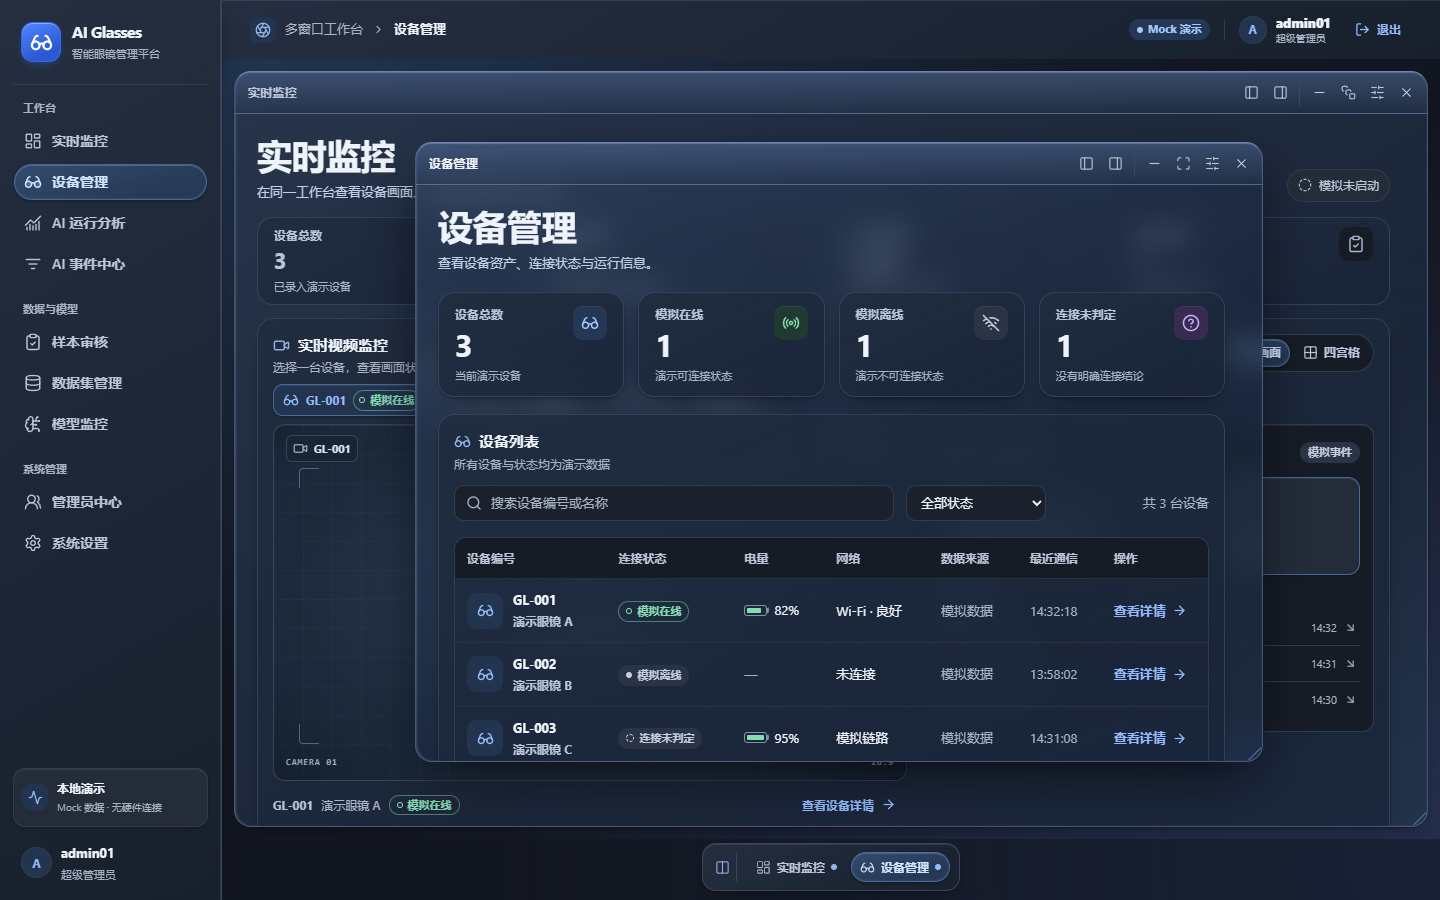 AI Glasses
智能眼镜管理平台
工作台
实时监控
设备管理
AI 运行分析
AI 事件中心
数据与模型
样本审核
数据集管理
模型监控
系统管理
管理员中心
系统设置
本地演示
Mock 数据 · 无硬件连接
A
admin01
超级管理员
多窗口工作台 > 设备管理
Mock 演示
A
admin01
超级管理员
退出
实时监控
实时监控
在同一工作台查看设备画面
模拟未启动
设备总数
3
已录入演示设备
实时视频监控
选择一台设备，查看画面状
GL-001 模拟在线
画面 四宫格
GL-001
CAMERA 01
16:9
模拟事件
14:32
14:31
14:30
GL-001 演示眼镜 A 模拟在线
查看设备详情
设备管理
设备管理
查看设备资产、连接状态与运行信息。
设备总数
3
当前演示设备
模拟在线
1
演示可连接状态
模拟离线
1
演示不可连接状态
连接未判定
1
没有明确连接结论
设备列表
所有设备与状态均为演示数据
搜索设备编号或名称
全部状态
共 3 台设备
设备编号 连接状态 电量 网络 数据来源 最近通信 操作
GL-001
演示眼镜 A
模拟在线 82% Wi-Fi · 良好 模拟数据 14:32:18 查看详情
GL-002
演示眼镜 B
模拟离线 — 未连接 模拟数据 13:58:02 查看详情
GL-003
演示眼镜 C
连接未判定 95% 模拟链路 模拟数据 14:31:08 查看详情
实时监控
设备管理